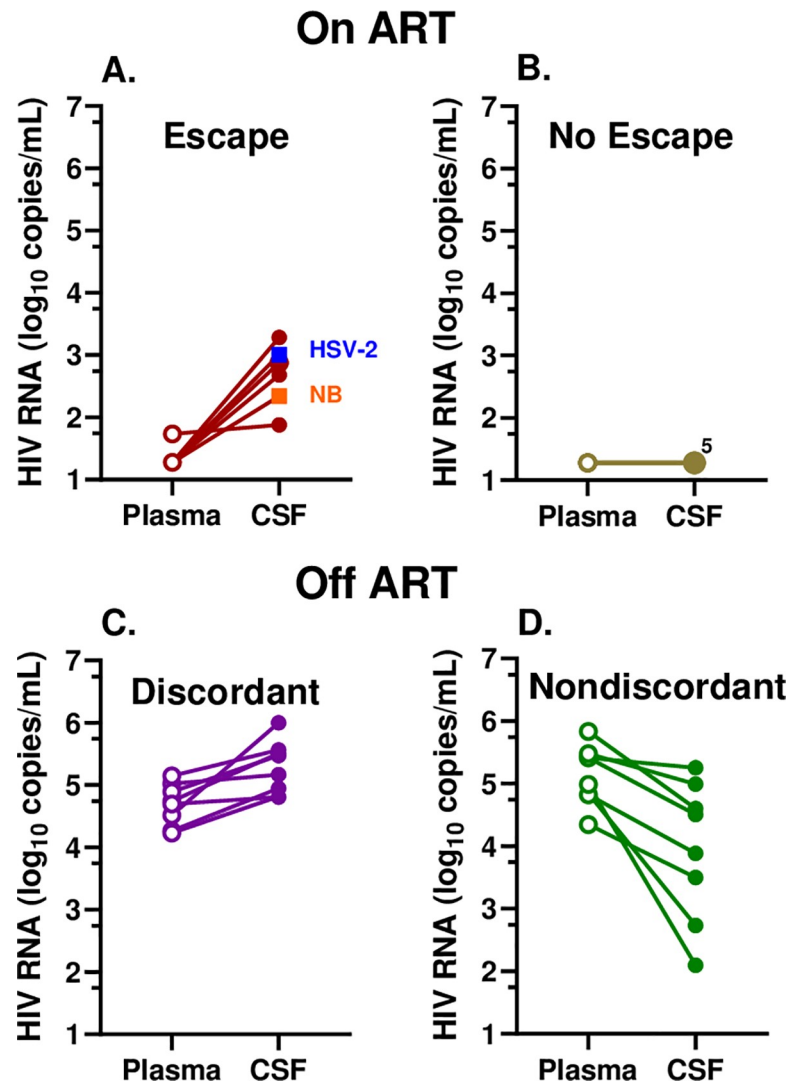 On ART
A.
HIV RNA (log10 copies/mL)
7
6
5
4
3
2
1
Escape
HSV-2
NB
Plasma CSF
B.
HIV RNA (log10 copies/mL)
7
6
5
4
3
2
1
No Escape
5
Plasma CSF
Off ART
C.
HIV RNA (log10 copies/mL)
7
6
5
4
3
2
1
Discordant
Plasma CSF
D.
HIV RNA (log10 copies/mL)
7
6
5
4
3
2
1
Nondiscordant
Plasma CSF